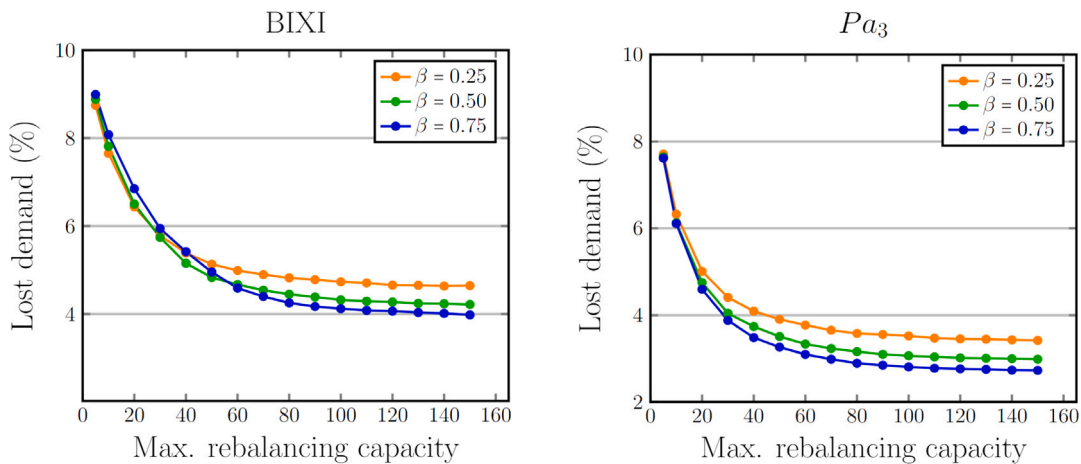 BIXI
10
8
6
4
0 20 40 60 80 100 120 140 160
Lost demand (%)
Max. rebalancing capacity
β = 0.25
β = 0.50
β = 0.75
Pa3
10
8
6
4
2
0 20 40 60 80 100 120 140 160
Lost demand (%)
Max. rebalancing capacity
β = 0.25
β = 0.50
β = 0.75